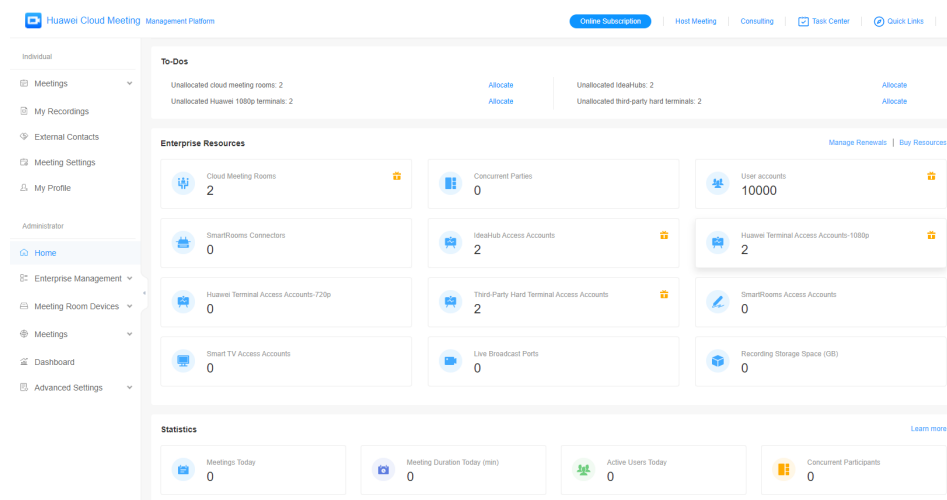 Huawei Cloud Meeting Management Platform
Online Subscription
Host Meeting
Consulting
Task Center
Quick Links
Individual
Meetings
My Recordings
External Contacts
Meeting Settings
My Profile
Administrator
Home
Enterprise Management
Meeting Room Devices
Meetings
Dashboard
Advanced Settings
To-Dos
Unallocated cloud meeting rooms: 2 Allocate
Unallocated IdeaHubs: 2 Allocate
Unallocated Huawei 1080p terminals: 2 Allocate
Unallocated third-party hard terminals: 2 Allocate
Enterprise Resources
Manage Renewals | Buy Resources
Cloud Meeting Rooms
2
Concurrent Parties
0
User accounts
10000
SmartRooms Connectors
0
IdeaHub Access Accounts
2
Huawei Terminal Access Accounts-1080p
2
Huawei Terminal Access Accounts-720p
0
Third-Party Hard Terminal Access Accounts
2
SmartRooms Access Accounts
0
Smart TV Access Accounts
0
Live Broadcast Ports
0
Recording Storage Space (GB)
0
Statistics
Learn more
Meetings Today
0
Meeting Duration Today (min)
0
Active Users Today
0
Concurrent Participants
0